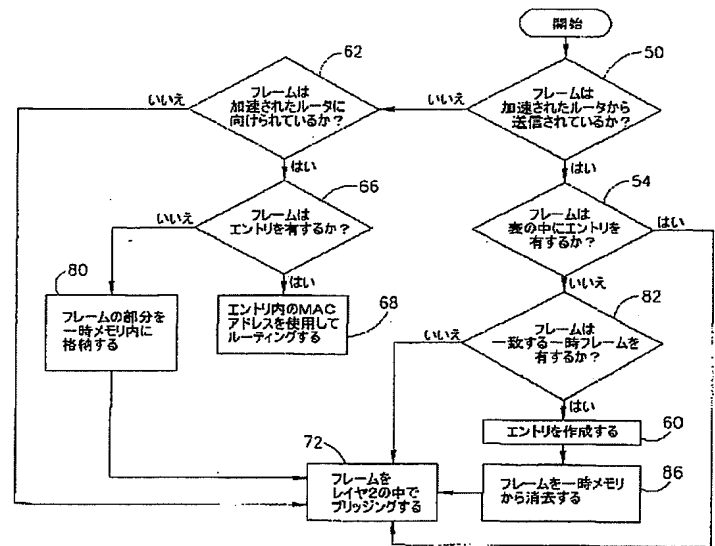 開始
50
フレームは
加速されたルータから
送信されているか?
いいえ
はい
62
フレームは
加速されたルータに
向けられているか?
いいえ
はい
54
フレームは
表の中にエントリを
有するか?
はい
いいえ
66
フレームは
エントリを有するか?
いいえ
はい
80
フレームの部分を
一時メモリ内に
格納する
エントリ内のMAC
アドレスを使用して
ルーティングする
68
82
フレームは
一致する一時フレームを
有するか?
いいえ
はい
エントリを作成する
60
フレームを一時メモリ
から消去する
86
72
フレームを
レイヤ2の中で
ブリッジングする